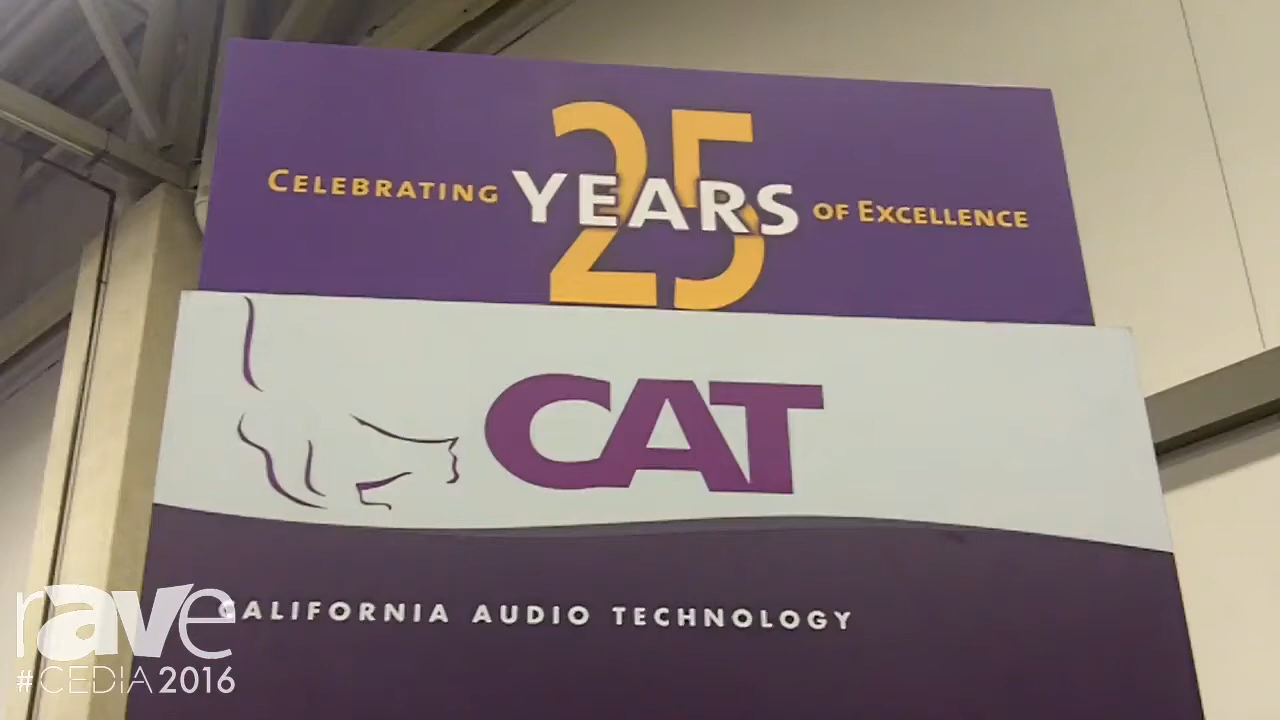 CELEBRATING 25 YEARS OF EXCELLENCE
CAT
CALIFORNIA AUDIO TECHNOLOGY
rave
#CEDIA2016